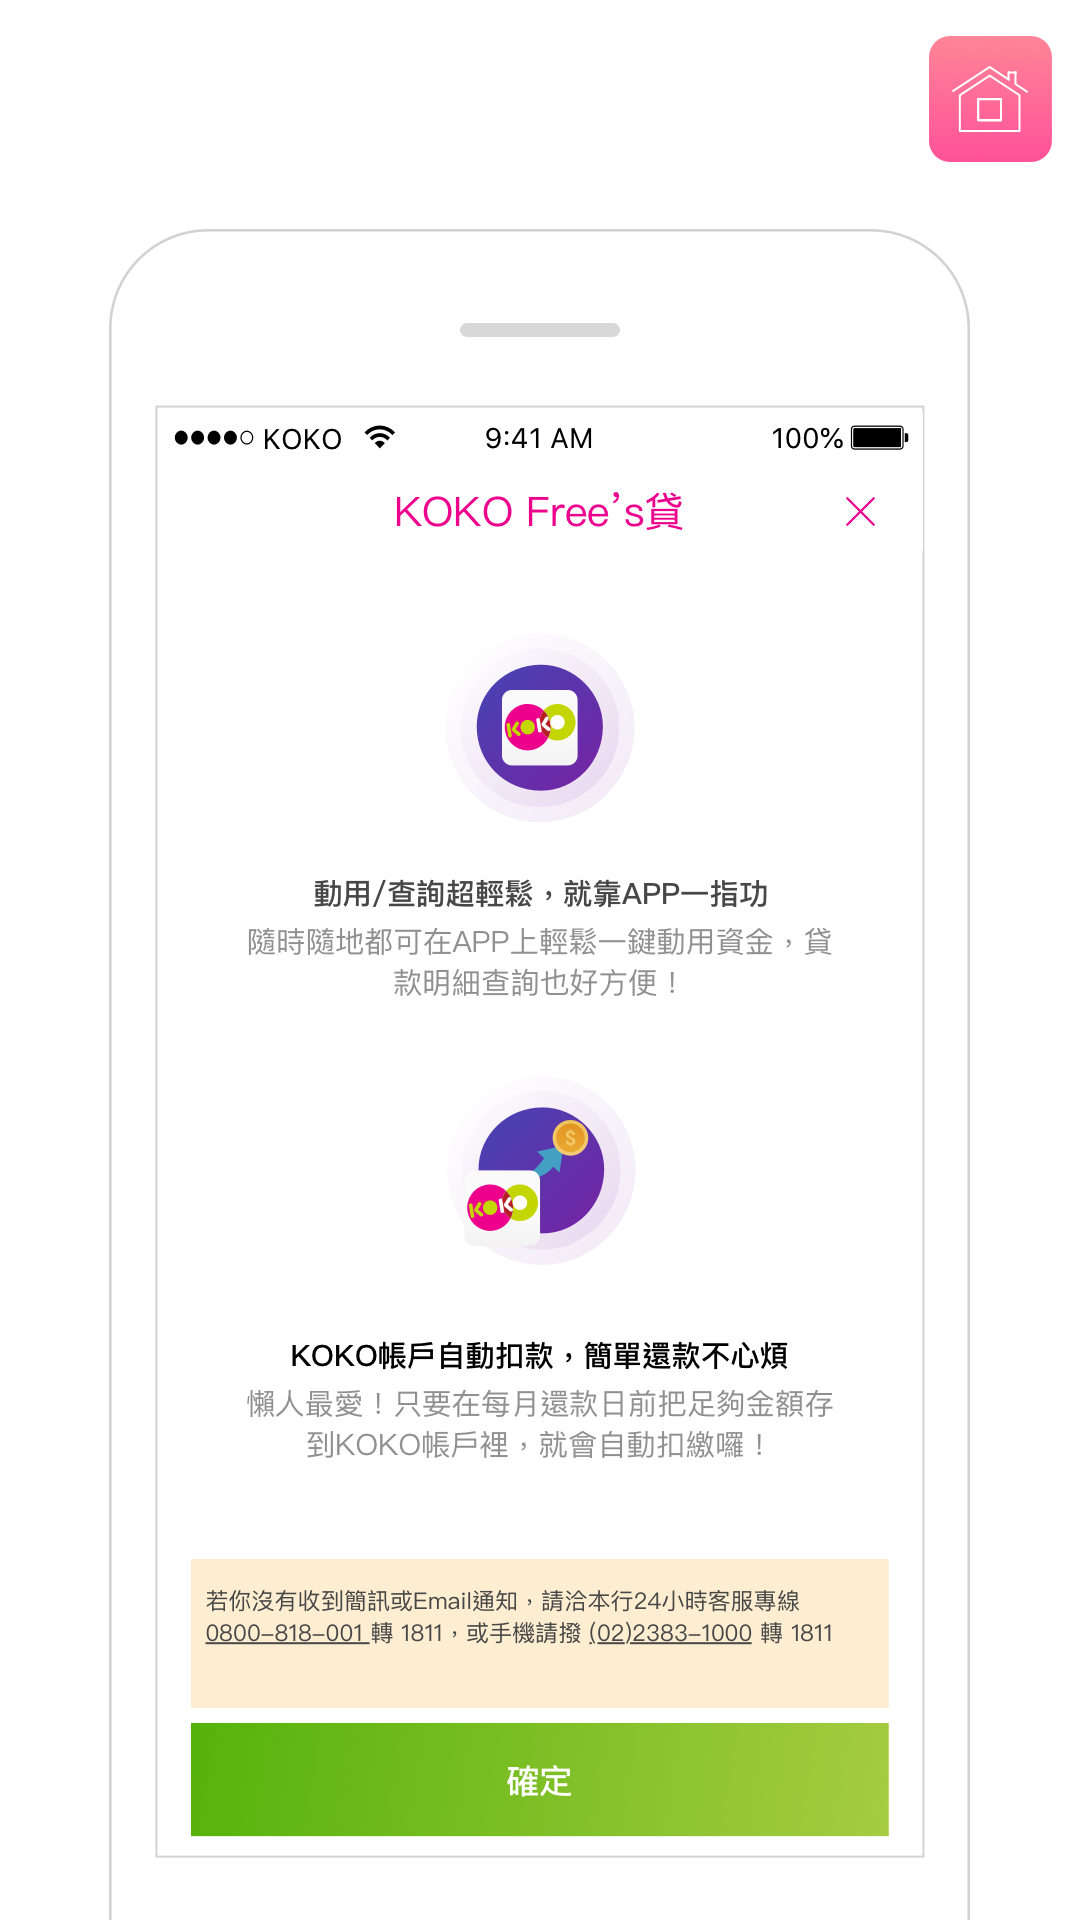 KOKO
9:41 AM
100%
KOKO Free’s貸
KOKO
動用/查詢超輕鬆，就靠APP一指功
隨時隨地都可在APP上輕鬆一鍵動用資金，貸
款明細查詢也好方便！
$
KOKO
KOKO帳戶自動扣款，簡單還款不心煩
懶人最愛！只要在每月還款日前把足夠金額存
到KOKO帳戶裡，就會自動扣繳囉！
若你沒有收到簡訊或Email通知，請洽本行24小時客服專線
0800-818-001 轉 1811，或手機請撥 (02)2383-1000 轉 1811
確定